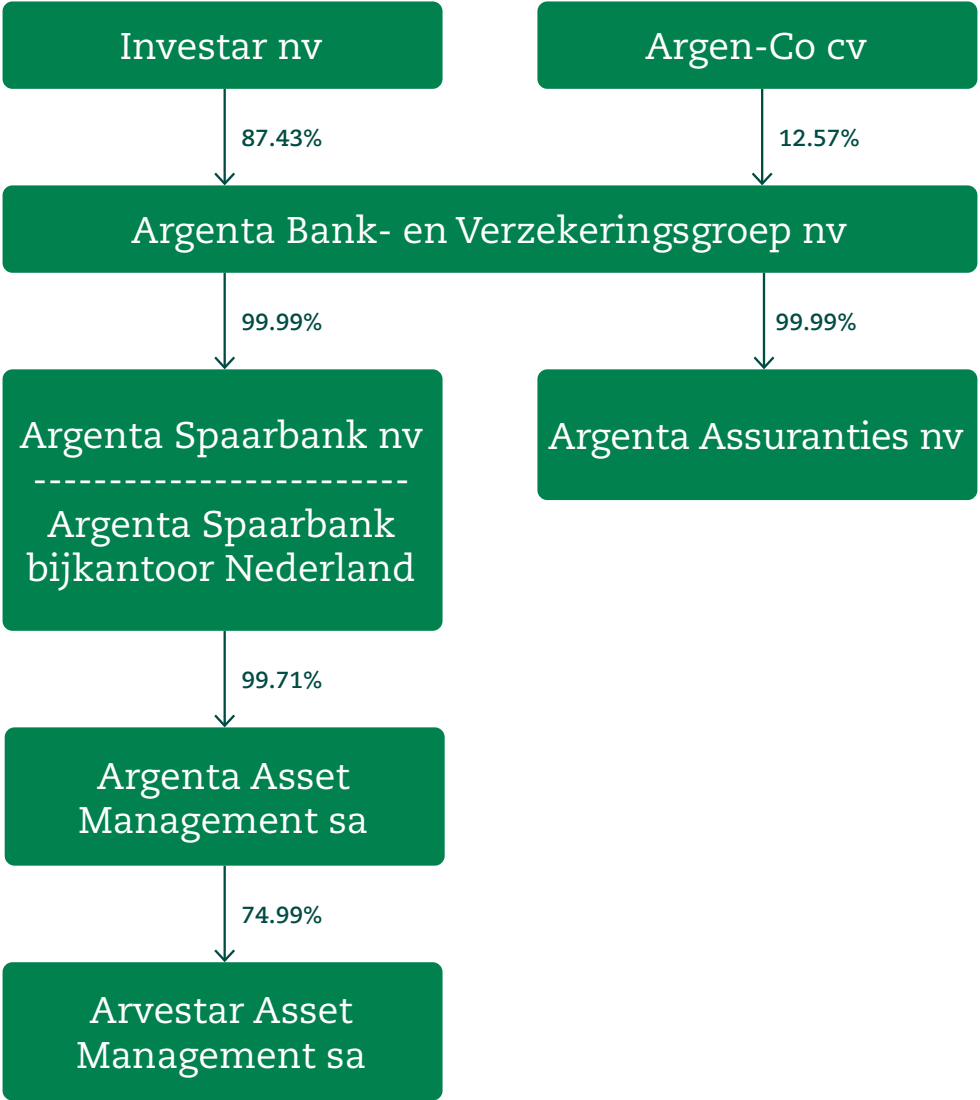 Investar nv
Argen-Co cv
87.43%
12.57%
Argenta Bank- en Verzekeringsgroep nv
99.99%
99.99%
Argenta Spaarbank nv
-------------------------
Argenta Spaarbank
bijkantoor Nederland
Argenta Assuranties nv
99.71%
Argenta Asset
Management sa
74.99%
Arvestar Asset
Management sa